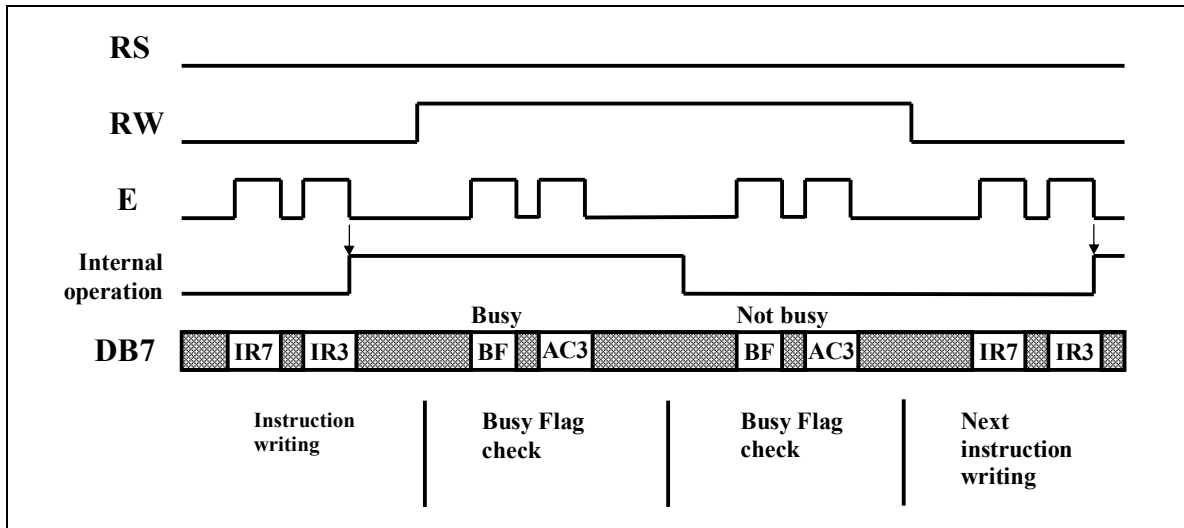 RS
RW
E
Internal
operation
Busy Not busy
DB7 IR7 IR3 BF AC3 BF AC3 IR7 IR3
Instruction
writing
Busy Flag
check
Busy Flag
check
Next
instruction
writing